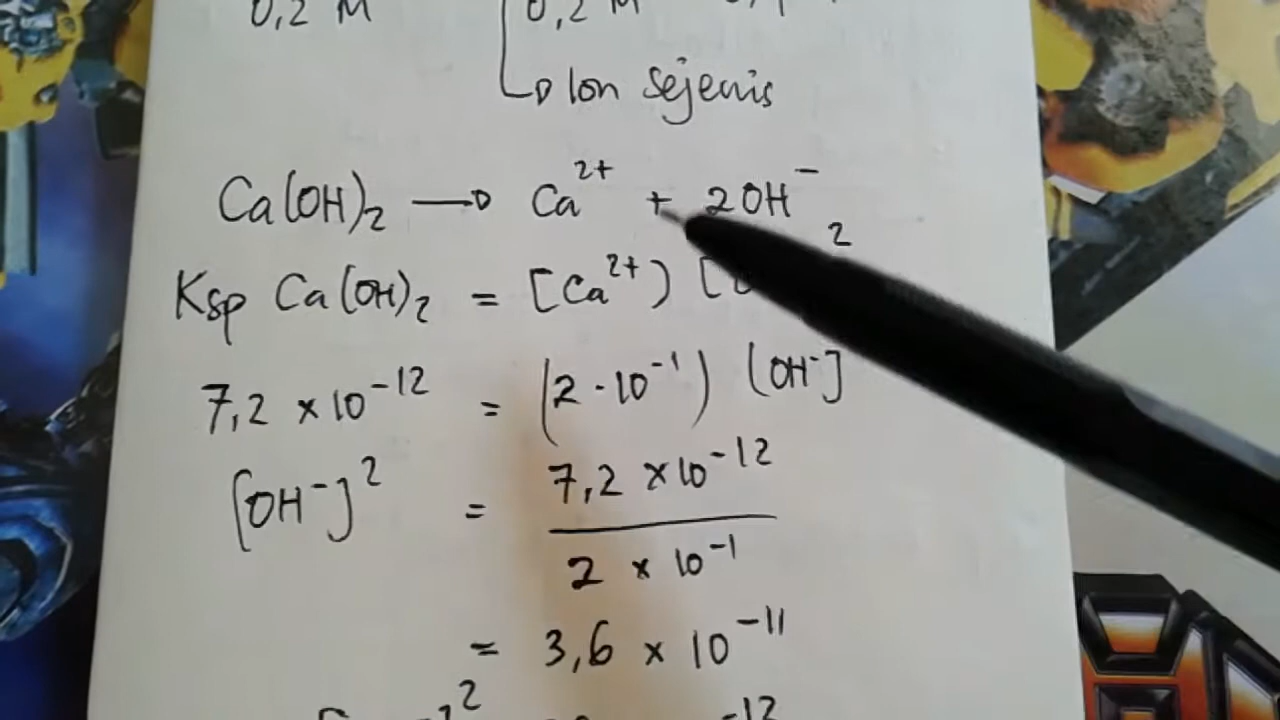 0,2 M 0,2 M
Ion sejenis
Ca(OH)₂ → Ca²⁺ + 2OH⁻
Ksp Ca(OH)₂ = [Ca²⁺) [ ²
7,2 × 10⁻¹² = (2 · 10⁻¹) (OH⁻]
[OH⁻]² = 7,2 × 10⁻¹²
2 × 10⁻¹
= 3,6 × 10⁻¹¹